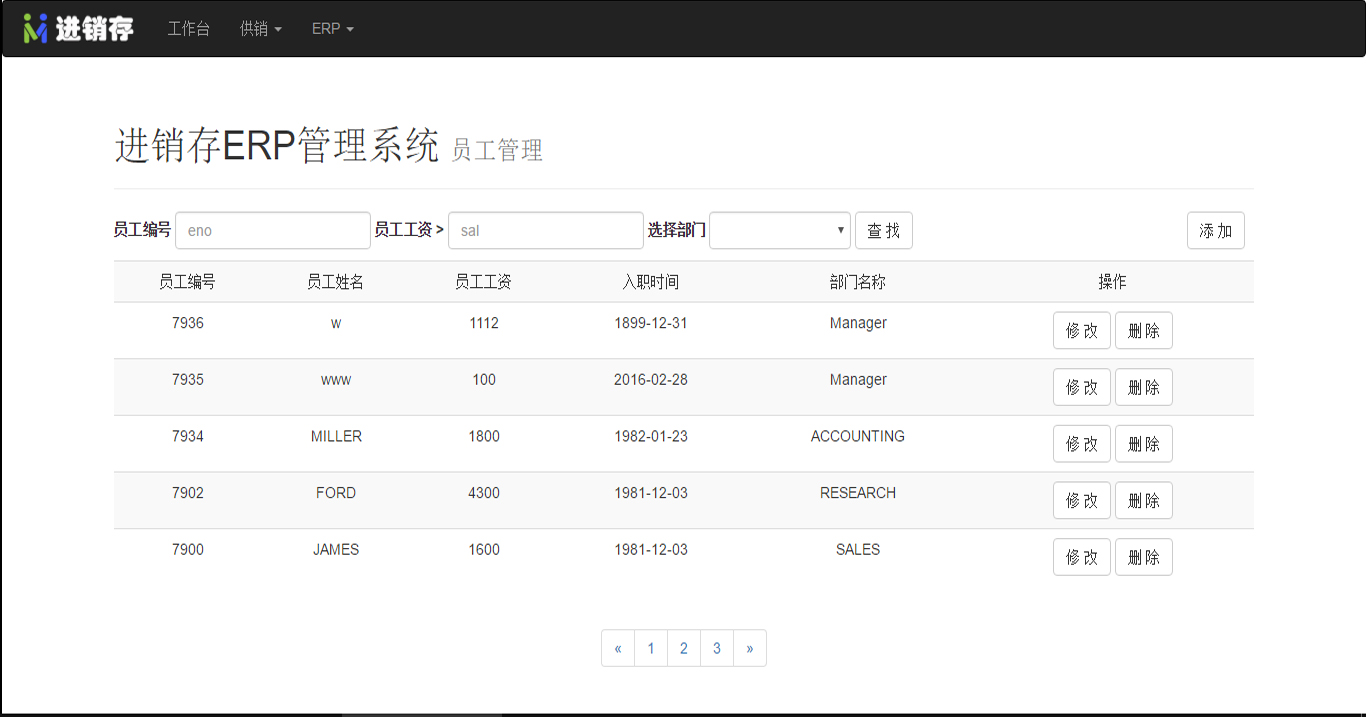 进销存 工作台 供销 ERP
进销存ERP管理系统 员工管理
员工编号 eno 员工工资 > sal 选择部门 查 找 添 加
员工编号 员工姓名 员工工资 入职时间 部门名称 操作
7936 w 1112 1899-12-31 Manager 修 改 删 除
7935 www 100 2016-02-28 Manager 修 改 删 除
7934 MILLER 1800 1982-01-23 ACCOUNTING 修 改 删 除
7902 FORD 4300 1981-12-03 RESEARCH 修 改 删 除
7900 JAMES 1600 1981-12-03 SALES 修 改 删 除
« 1 2 3 »